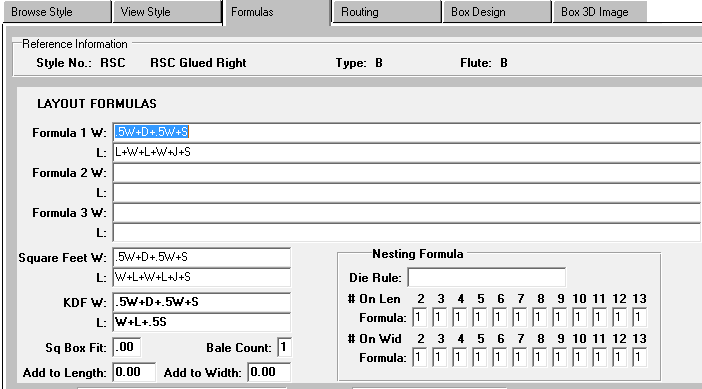 Browse Style View Style Formulas Routing Box Design Box 3D Image
Reference Information
Style No.: RSC RSC Glued Right Type: B Flute: B
LAYOUT FORMULAS
Formula 1 W: .5W+D+.5W+S
L: L+W+L+W+J+S
Formula 2 W:
L:
Formula 3 W:
L:
Square Feet W: .5W+D+.5W+S
L: W+L+W+L+J+S
KDF W: .5W+D+.5W+S
L: W+L+.5S
Sq Box Fit: .00 Bale Count: 1
Add to Length: 0.00 Add to Width: 0.00
Nesting Formula
Die Rule:
# On Len 2 3 4 5 6 7 8 9 10 11 12 13
Formula: 1 1 1 1 1 1 1 1 1 1 1 1
# On Wid 2 3 4 5 6 7 8 9 10 11 12 13
Formula: 1 1 1 1 1 1 1 1 1 1 1 1